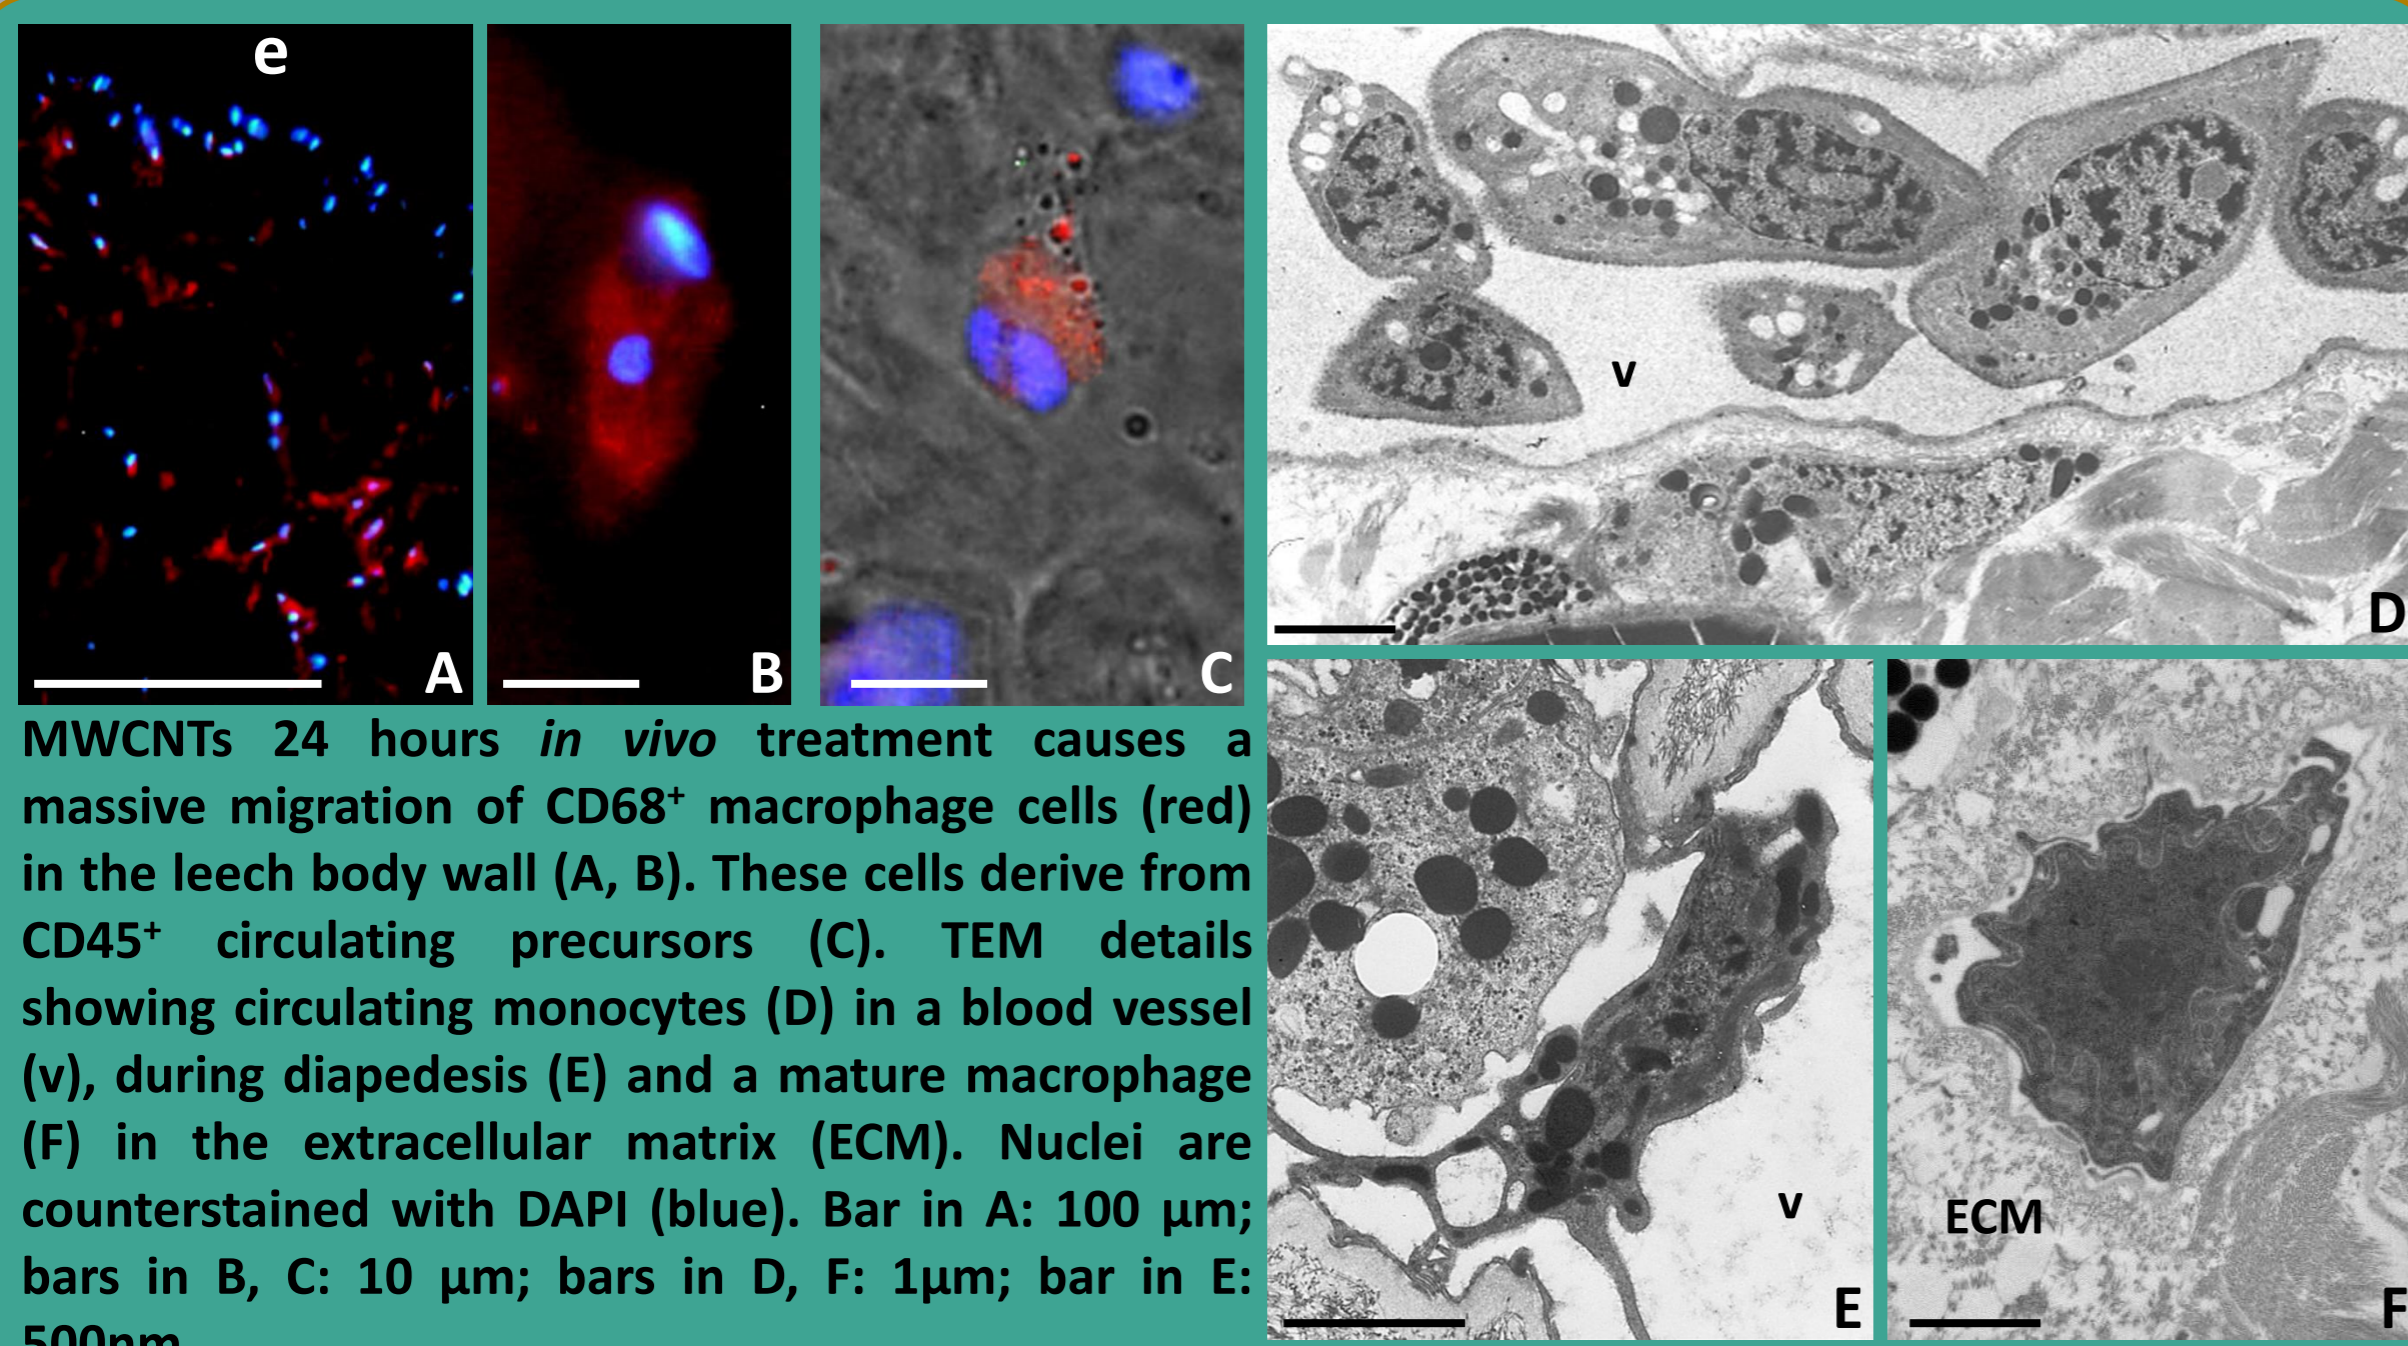 e
A
B
C
v
D
MWCNTs 24 hours in vivo treatment causes a
massive migration of CD68⁺ macrophage cells (red)
in the leech body wall (A, B). These cells derive from
CD45⁺ circulating precursors (C). TEM details
showing circulating monocytes (D) in a blood vessel
(v), during diapedesis (E) and a mature macrophage
(F) in the extracellular matrix (ECM). Nuclei are
counterstained with DAPI (blue). Bar in A: 100 μm;
bars in B, C: 10 μm; bars in D, F: 1μm; bar in E:
500nm
v
E
ECM
F